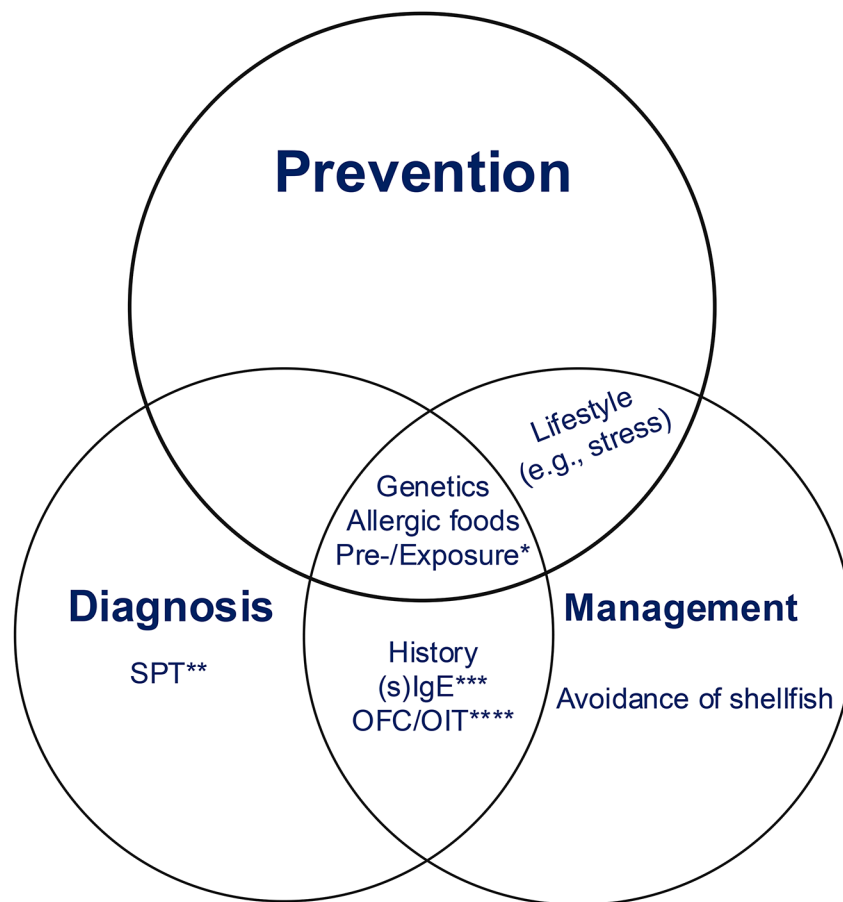 Prevention
Lifestyle
(e.g., stress)
Genetics
Allergic foods
Pre-/Exposure*
Diagnosis
SPT**
History
(s)IgE***
OFC/OIT****
Management
Avoidance of shellfish